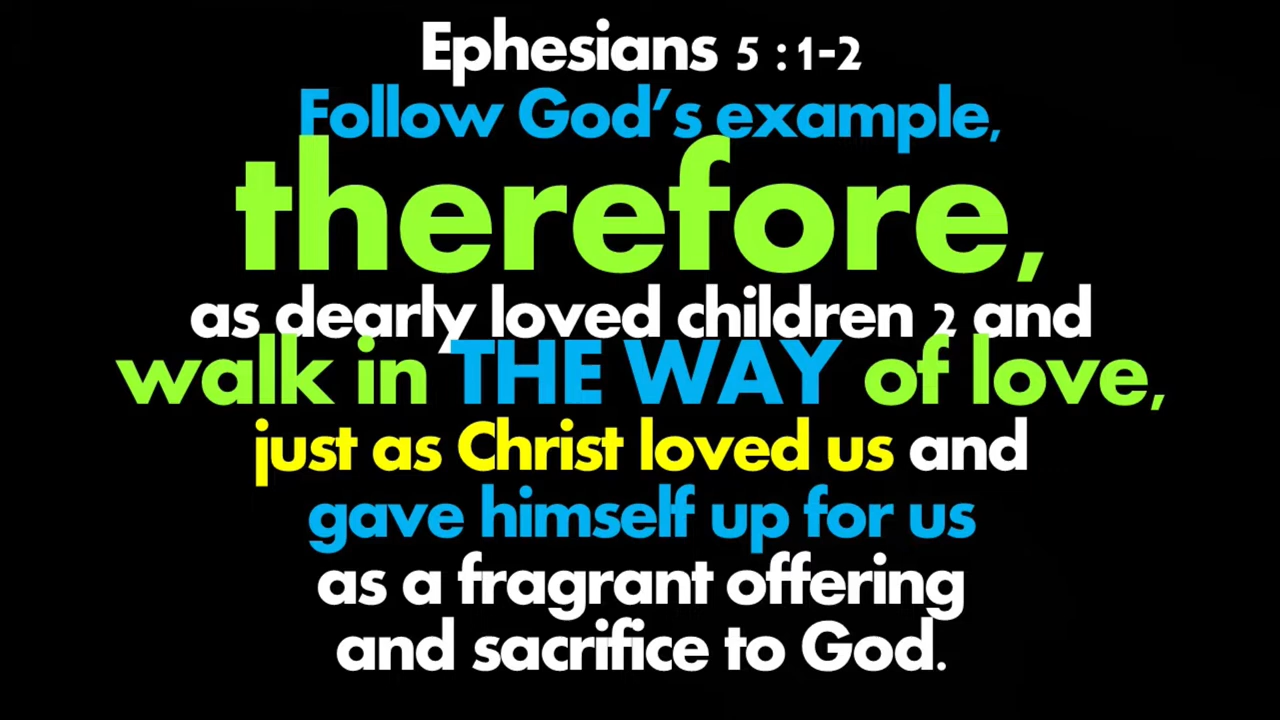 Ephesians 5 :1-2
Follow God’s example,
therefore,
as dearly loved children 2 and
walk in THE WAY of love,
just as Christ loved us and
gave himself up for us
as a fragrant offering
and sacrifice to God.